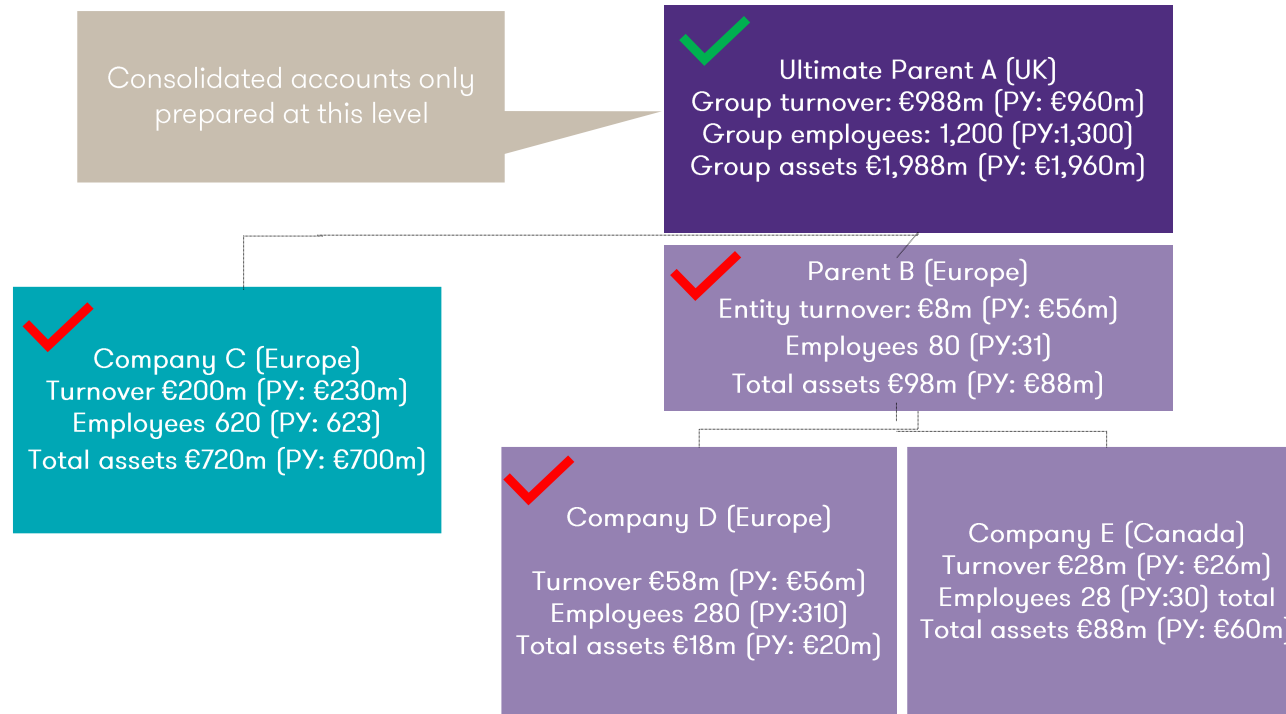 Consolidated accounts only
prepared at this level
Ultimate Parent A (UK)
Group turnover: €988m (PY: €960m)
Group employees: 1,200 (PY:1,300)
Group assets €1,988m (PY: €1,960m)
Parent B (Europe)
Entity turnover: €8m (PY: €56m)
Employees 80 (PY:31)
Total assets €98m (PY: €88m)
Company C (Europe)
Turnover €200m (PY: €230m)
Employees 620 (PY: 623)
Total assets €720m (PY: €700m)
Company D (Europe)
Turnover €58m (PY: €56m)
Employees 280 (PY:310)
Total assets €18m (PY: €20m)
Company E (Canada)
Turnover €28m (PY: €26m)
Employees 28 (PY:30) total
Total assets €88m (PY: €60m)